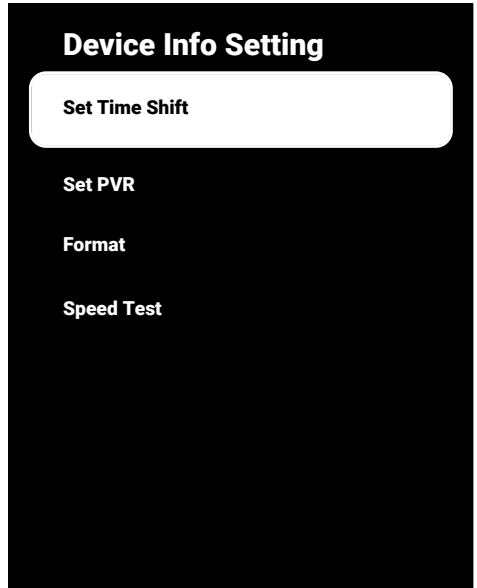 Device Info Setting
Set Time Shift
Set PVR
Format
Speed Test